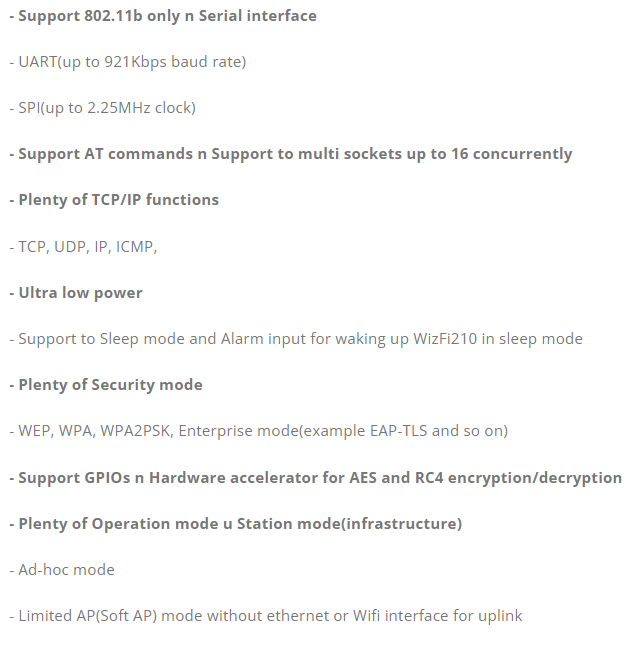 - Support 802.11b only n Serial interface
- UART(up to 921Kbps baud rate)
- SPI(up to 2.25MHz clock)
- Support AT commands n Support to multi sockets up to 16 concurrently
- Plenty of TCP/IP functions
- TCP, UDP, IP, ICMP,
- Ultra low power
- Support to Sleep mode and Alarm input for waking up WizFi210 in sleep mode
- Plenty of Security mode
- WEP, WPA, WPA2PSK, Enterprise mode(example EAP-TLS and so on)
- Support GPIOs n Hardware accelerator for AES and RC4 encryption/decryption
- Plenty of Operation mode u Station mode(infrastructure)
- Ad-hoc mode
- Limited AP(Soft AP) mode without ethernet or Wifi interface for uplink